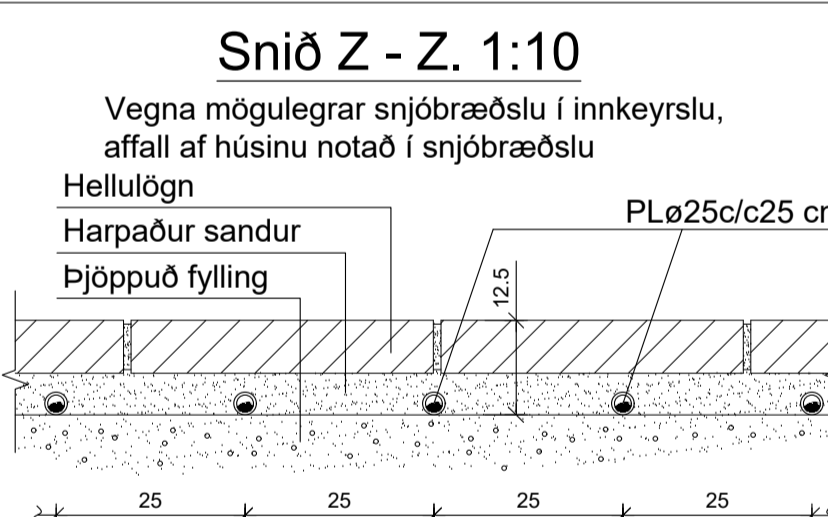 Snið Z - Z. 1:10
Vegna mögulegrar snjóbræðslu í innkeyrslu,
affall af húsinu notað í snjóbræðslu
Hellulögn
PLø25c/c25 cm
Harpaður sandur
Þjöppuð fylling
12.5
25 25 25 25